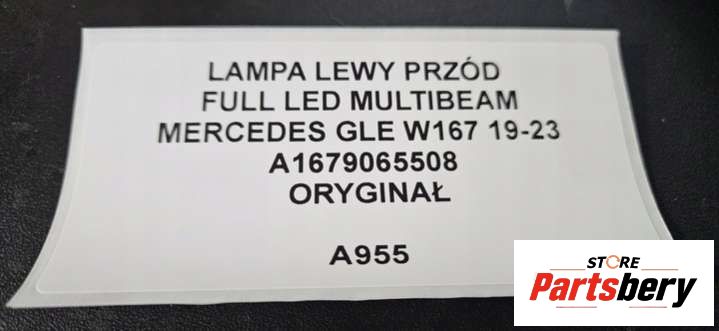 LAMPA LEWY PRZÓD
FULL LED MULTIBEAM
MERCEDES GLE W167 19-23
A1679065508
ORYGINAŁ
A955
STORE
Partsbery